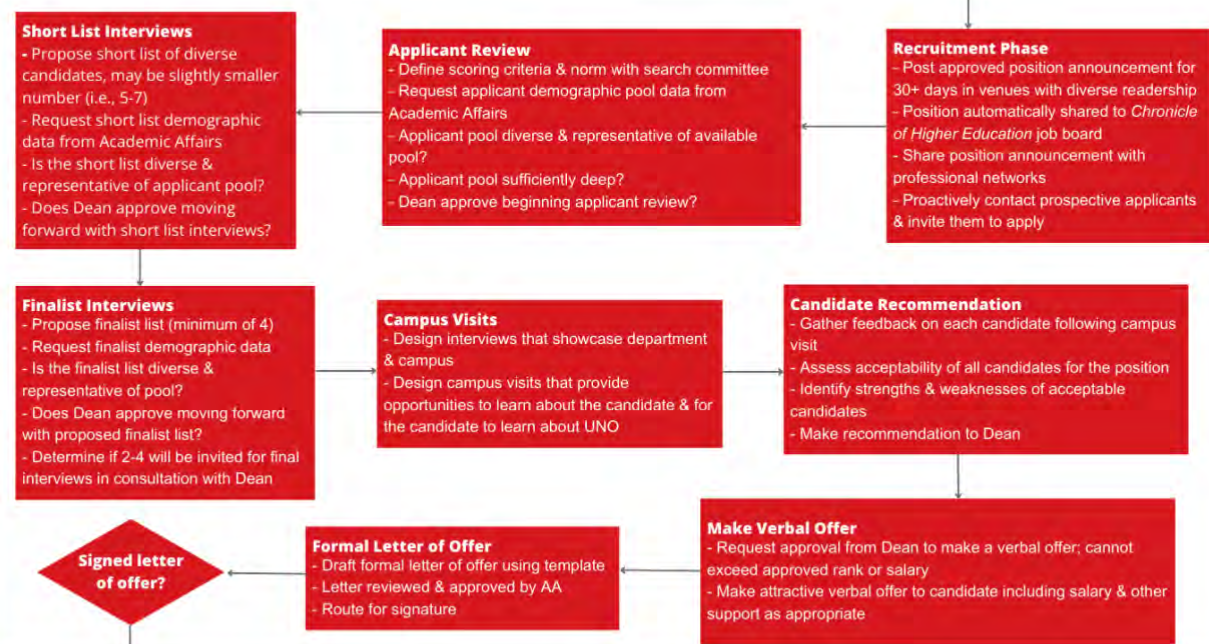 Recruitment Phase
- Post approved position announcement for
30+ days in venues with diverse readership
- Position automatically shared to Chronicle
of Higher Education job board
- Share position announcement with
professional networks
- Proactively contact prospective applicants
& invite them to apply
Applicant Review
- Define scoring criteria & norm with search committee
- Request applicant demographic pool data from
Academic Affairs
- Applicant pool diverse & representative of available
pool?
- Applicant pool sufficiently deep?
- Dean approve beginning applicant review?
Short List Interviews
- Propose short list of diverse
candidates, may be slightly smaller
number (i.e., 5-7)
- Request short list demographic
data from Academic Affairs
- Is the short list diverse &
representative of applicant pool?
- Does Dean approve moving
forward with short list interviews?
Finalist Interviews
- Propose finalist list (minimum of 4)
- Request finalist demographic data
- Is the finalist list diverse &
representative of pool?
- Does Dean approve moving forward
with proposed finalist list?
- Determine if 2-4 will be invited for final
interviews in consultation with Dean
Campus Visits
- Design interviews that showcase department
& campus
- Design campus visits that provide
opportunities to learn about the candidate & for
the candidate to learn about UNO
Candidate Recommendation
- Gather feedback on each candidate following campus
visit
- Assess acceptability of all candidates for the position
- Identify strengths & weaknesses of acceptable
candidates
- Make recommendation to Dean
Make Verbal Offer
- Request approval from Dean to make a verbal offer; cannot
exceed approved rank or salary
- Make attractive verbal offer to candidate including salary & other
support as appropriate
Formal Letter of Offer
- Draft formal letter of offer using template
- Letter reviewed & approved by AA
- Route for signature
Signed letter
of offer?